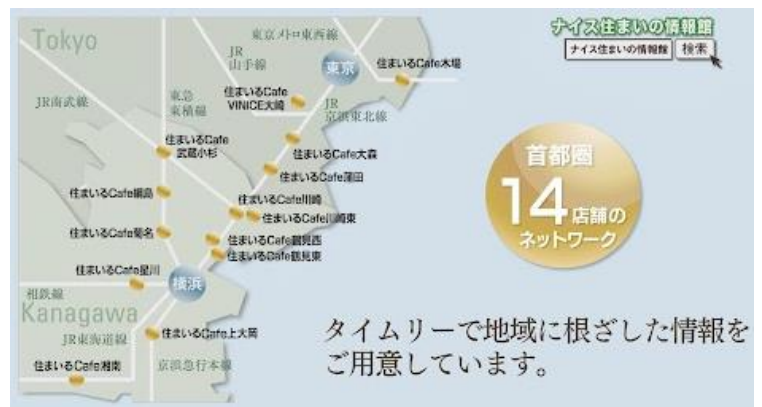 Tokyo
東京メトロ東西線
JR
山手線
東京
住まいるCafe木場
ナイス住まいの情報館
ナイス住まいの情報館 検索
JR南武線
東急
東横線
住まいるCafe
VINICE大崎
JR
京浜東北線
住まいるCafe
武蔵小杉
住まいるCafe大森
住まいるCafe蒲田
住まいるCafe綱島
住まいるCafe川崎
住まいるCafe川崎東
住まいるCafe菊名
住まいるCafe鶴見西
住まいるCafe鶴見東
住まいるCafe星川
横浜
相鉄線
Kanagawa
JR東海道線
住まいるCafe上大岡
住まいるCafe湘南
京浜急行本線
首都圏
14店舗の
ネットワーク
タイムリーで地域に根ざした情報を
ご用意しています。